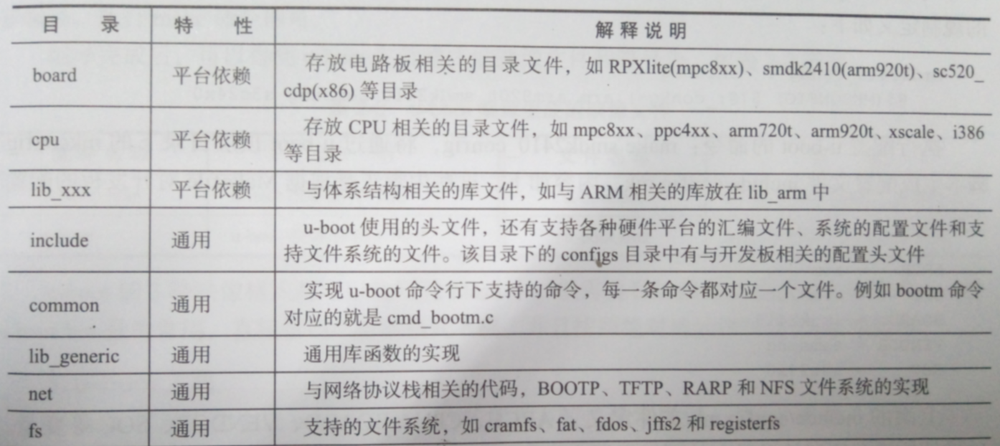 目 录 特 性 解释说明
board 平台依赖 存放电路板相关的目录文件，如 RPXlite(mpc8xx)、smdk2410(arm920t)、sc520_
cdp(x86) 等目录
cpu 平台依赖 存放 CPU 相关的目录文件，如 mpc8xx、ppc4xx、arm720t、arm920t、xscale、i386
等目录
lib_xxx 平台依赖 与体系结构相关的库文件，如与 ARM 相关的库放在 lib_arm 中
include 通用 u-boot 使用的头文件，还有支持各种硬件平台的汇编文件、系统的配置文件和支
持文件系统的文件。该目录下的 configs 目录中有与开发板相关的配置头文件
common 通用 实现 u-boot 命令行下支持的命令，每一条命令都对应一个文件。例如 bootm 命令
对应的就是 cmd_bootm.c
lib_generic 通用 通用库函数的实现
net 通用 与网络协议栈相关的代码，BOOTP、TFTP、RARP 和 NFS 文件系统的实现
fs 通用 支持的文件系统，如 cramfs、fat、fdos、jffs2 和 registerfs